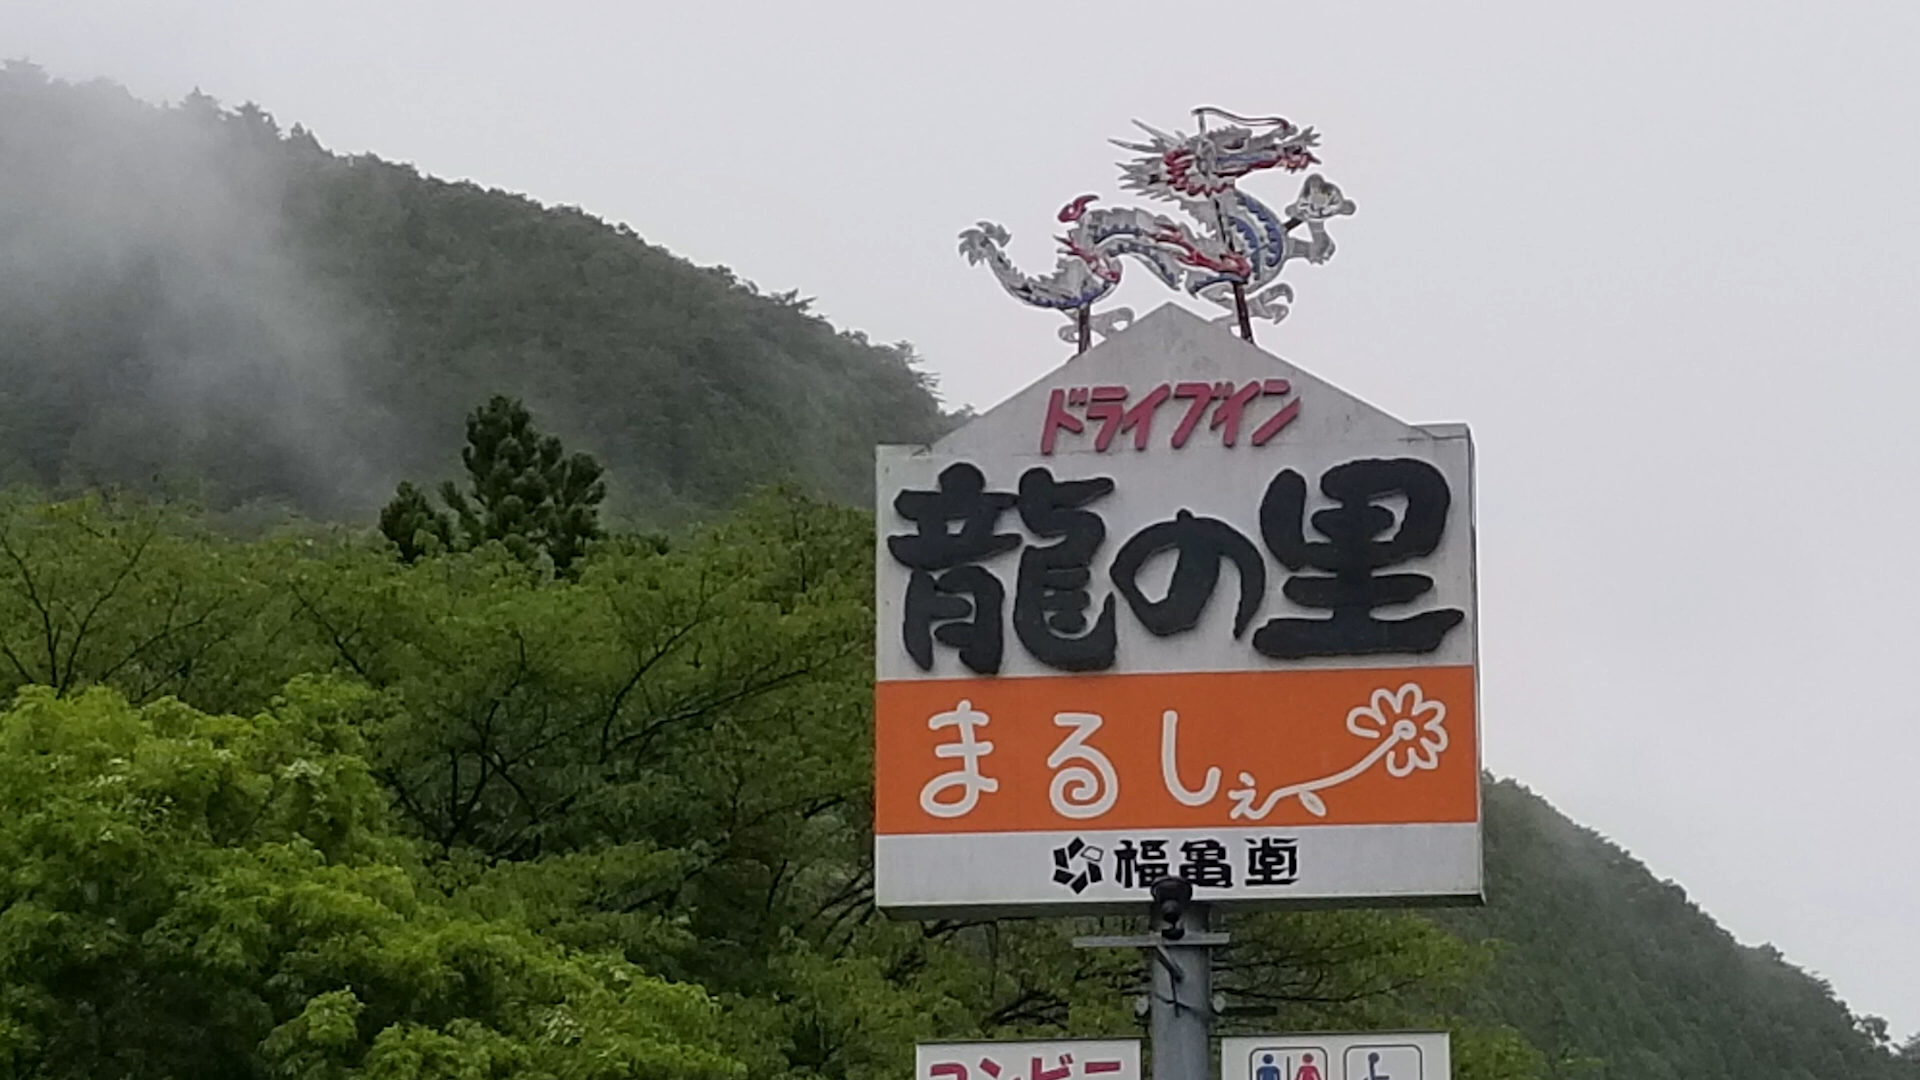 ドライブイン
龍の里
まるしぇ
福亀堂
コンビニ